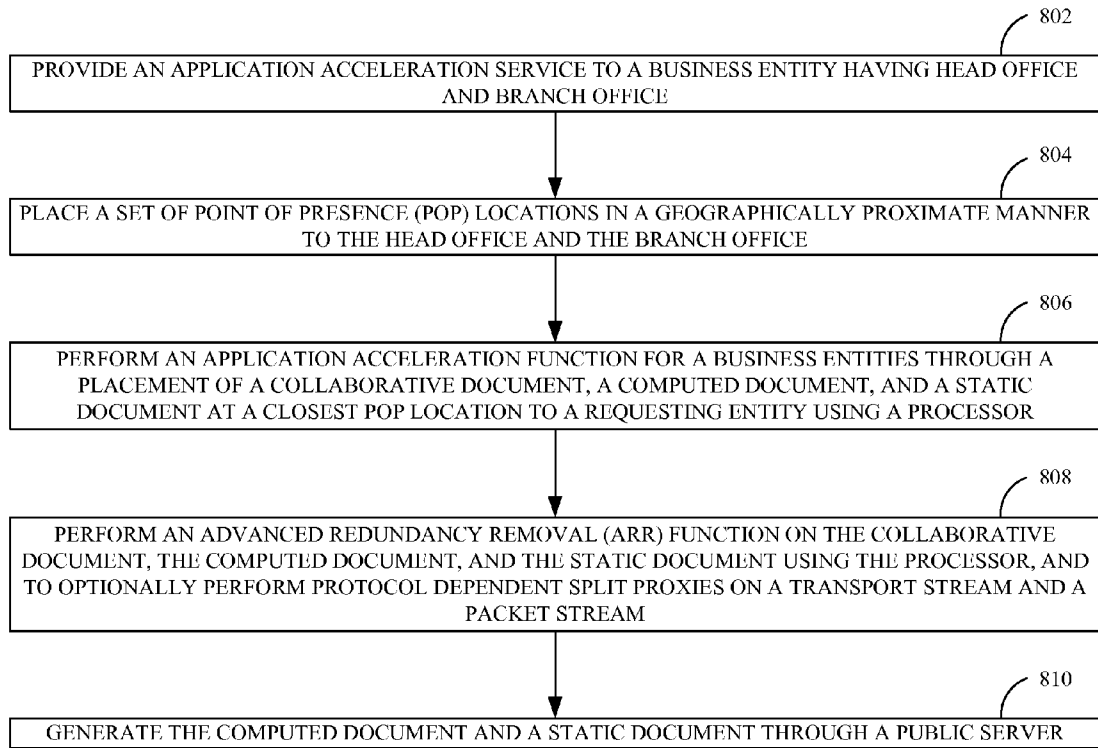 802
PROVIDE AN APPLICATION ACCELERATION SERVICE TO A BUSINESS ENTITY HAVING HEAD OFFICE
AND BRANCH OFFICE
804
PLACE A SET OF POINT OF PRESENCE (POP) LOCATIONS IN A GEOGRAPHICALLY PROXIMATE MANNER
TO THE HEAD OFFICE AND THE BRANCH OFFICE
806
PERFORM AN APPLICATION ACCELERATION FUNCTION FOR A BUSINESS ENTITIES THROUGH A
PLACEMENT OF A COLLABORATIVE DOCUMENT, A COMPUTED DOCUMENT, AND A STATIC
DOCUMENT AT A CLOSEST POP LOCATION TO A REQUESTING ENTITY USING A PROCESSOR
808
PERFORM AN ADVANCED REDUNDANCY REMOVAL (ARR) FUNCTION ON THE COLLABORATIVE
DOCUMENT, THE COMPUTED DOCUMENT, AND THE STATIC DOCUMENT USING THE PROCESSOR, AND
TO OPTIONALLY PERFORM PROTOCOL DEPENDENT SPLIT PROXIES ON A TRANSPORT STREAM AND A
PACKET STREAM
810
GENERATE THE COMPUTED DOCUMENT AND A STATIC DOCUMENT THROUGH A PUBLIC SERVER